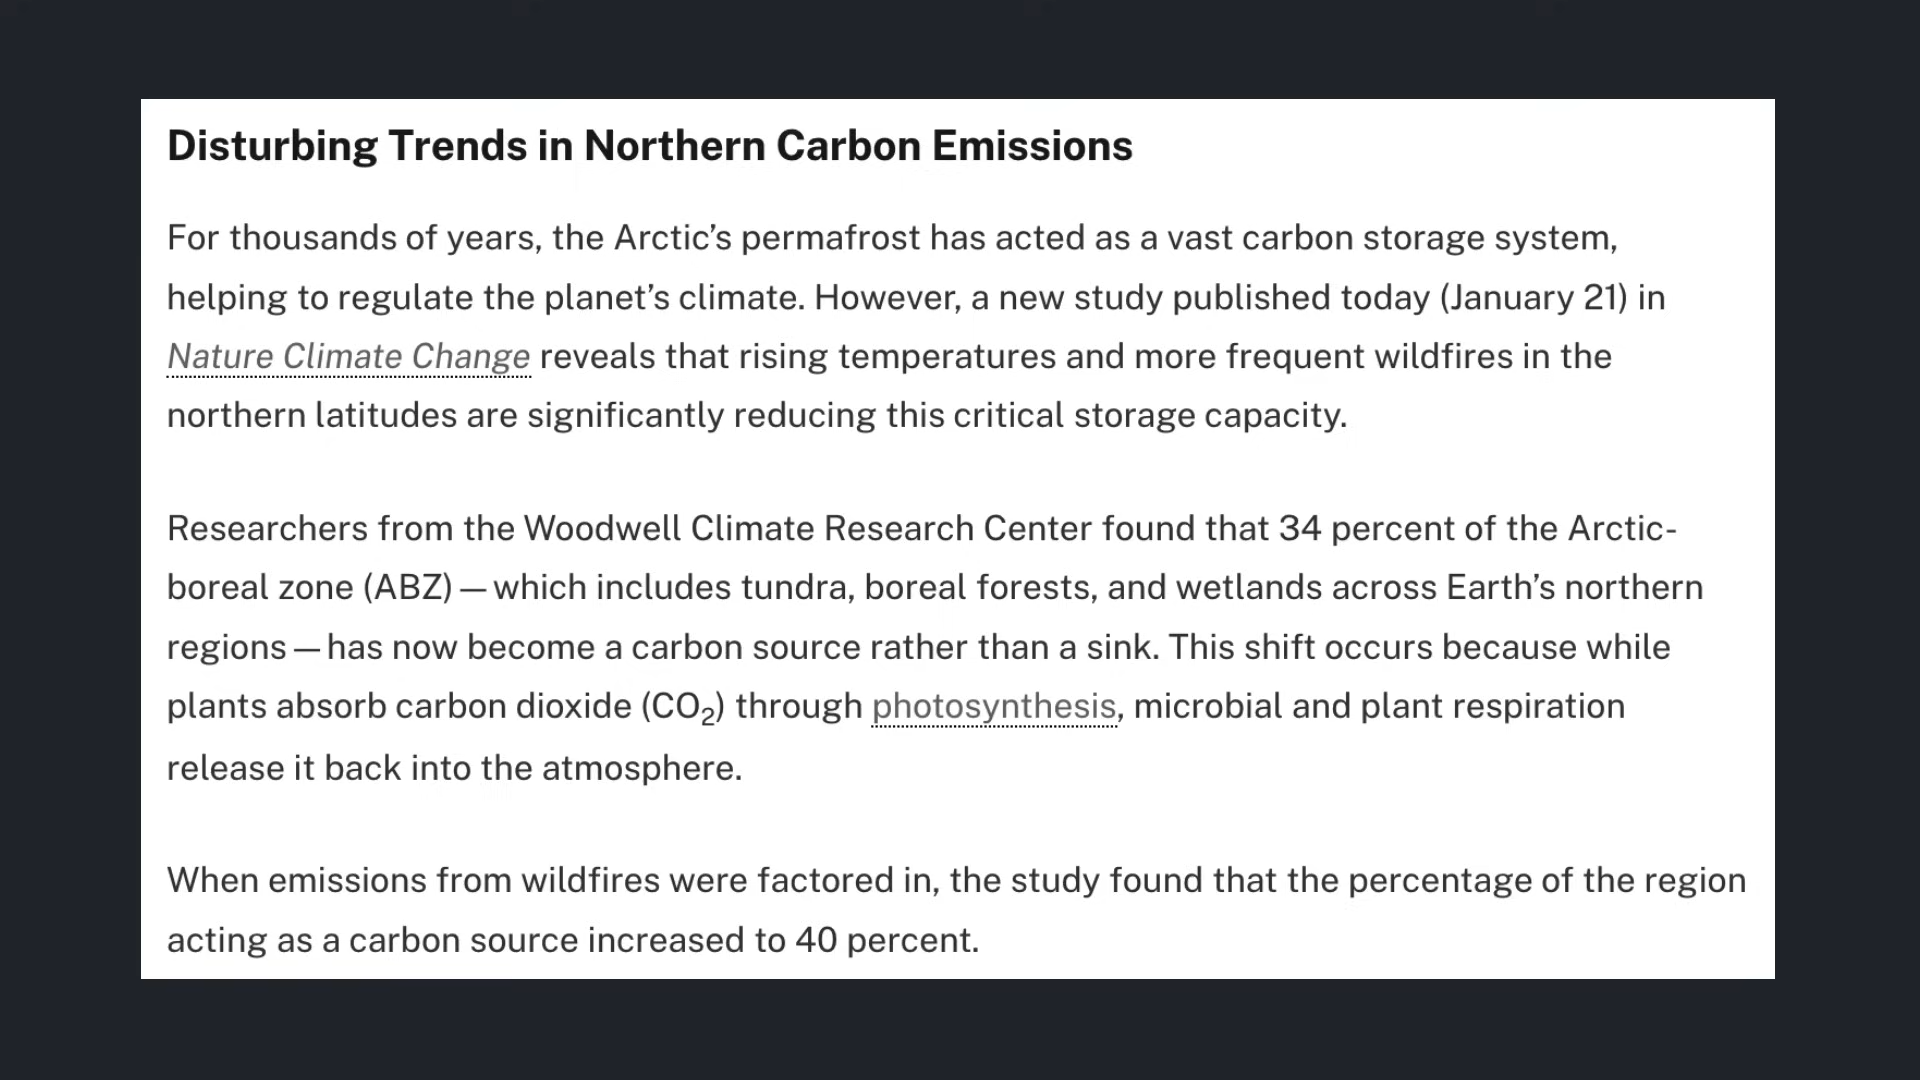 Disturbing Trends in Northern Carbon Emissions
For thousands of years, the Arctic’s permafrost has acted as a vast carbon storage system,
helping to regulate the planet’s climate. However, a new study published today (January 21) in
Nature Climate Change reveals that rising temperatures and more frequent wildfires in the
northern latitudes are significantly reducing this critical storage capacity.
Researchers from the Woodwell Climate Research Center found that 34 percent of the Arctic-
boreal zone (ABZ) — which includes tundra, boreal forests, and wetlands across Earth’s northern
regions — has now become a carbon source rather than a sink. This shift occurs because while
plants absorb carbon dioxide (CO₂) through photosynthesis, microbial and plant respiration
release it back into the atmosphere.
When emissions from wildfires were factored in, the study found that the percentage of the region
acting as a carbon source increased to 40 percent.